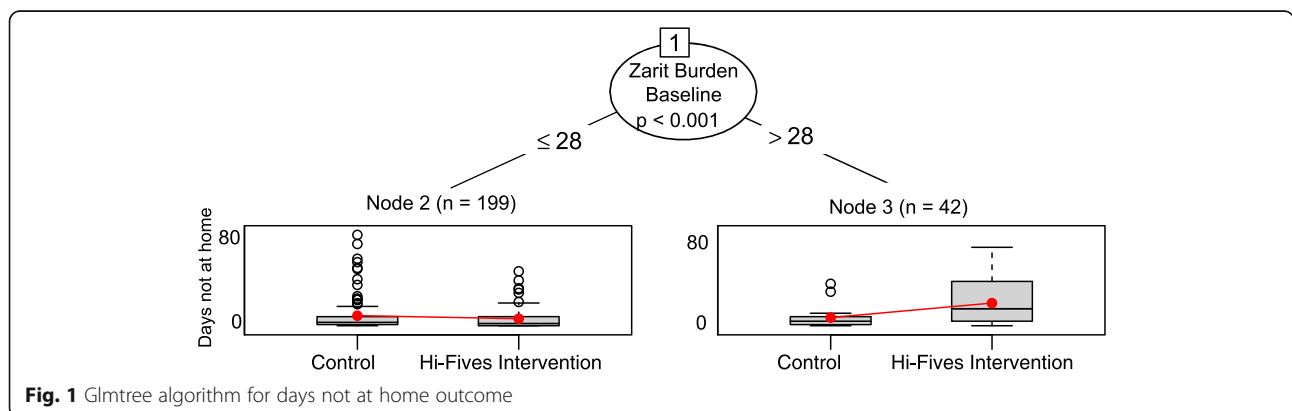 1
Zarit Burden
Baseline
p < 0.001
≤ 28
> 28
Node 2 (n = 199)
Node 3 (n = 42)
Days not at home
80
0
80
0
Control
Hi-Fives Intervention
Control
Hi-Fives Intervention
Fig. 1 Glmtree algorithm for days not at home outcome